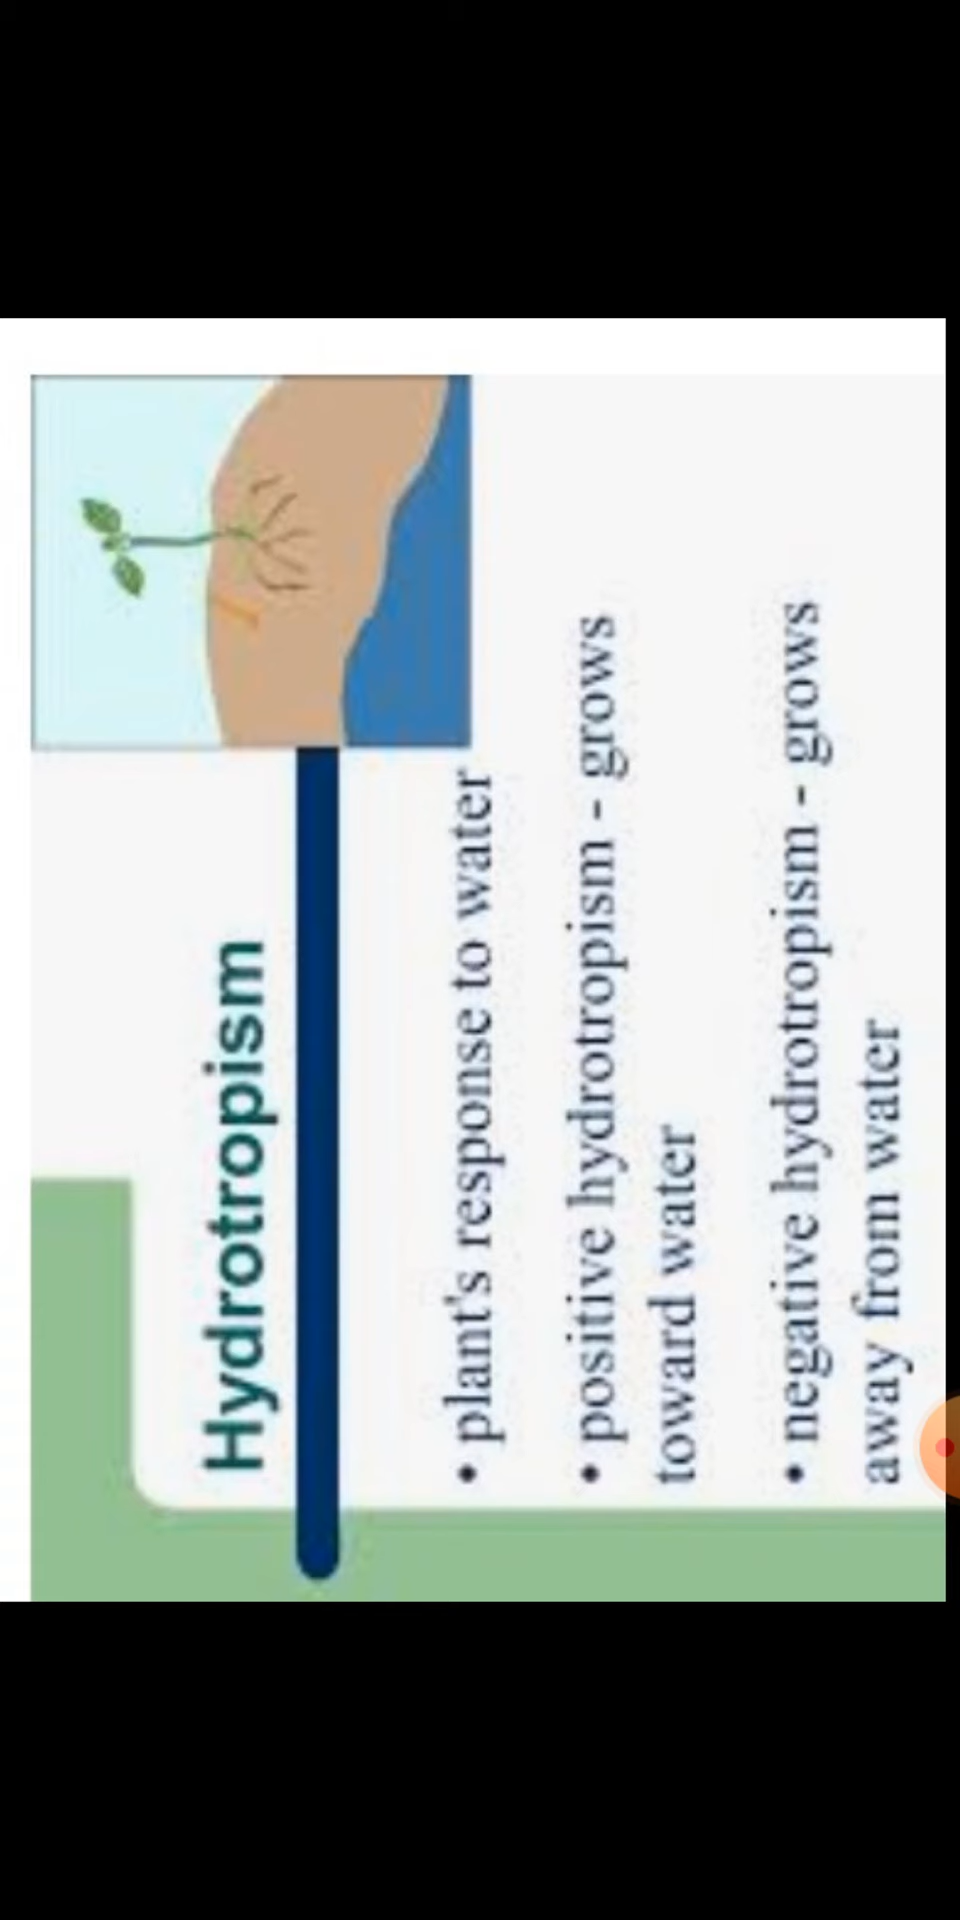 Hydrotropism
• plant's response to water
• positive hydrotropism - grows
toward water
• negative hydrotropism - grows
away from water